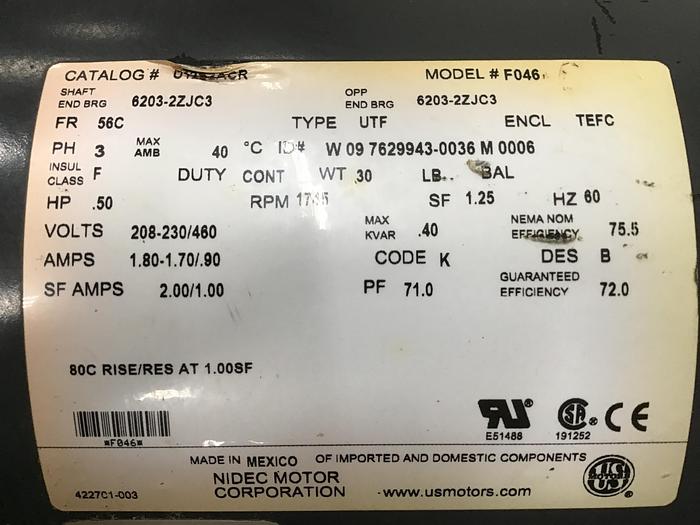 CATALOG # MODEL # F046
SHAFT END BRG 6203-2ZJC3 OPP END BRG 6203-2ZJC3
FR 56C TYPE UTF ENCL TEFC
PH 3 MAX AMB 40 °C ID# W 09 7629943-0036 M 0006
INSUL CLASS F DUTY CONT WT 30 LB. BAL
HP .50 RPM SF 1.25 HZ 60
VOLTS 208-230/460 MAX KVAR .40 NEMA NOM EFFICIENCY 75.5
AMPS 1.80-1.70/.90 CODE K DES B
SF AMPS 2.00/1.00 PF 71.0 GUARANTEED EFFICIENCY 72.0
80C RISE/RES AT 1.00SF
*F046*
E51488
SA
191252
CE
MADE IN MEXICO OF IMPORTED AND DOMESTIC COMPONENTS
NIDEC MOTOR
CORPORATION www.usmotors.com
4227C1-003
U.S. MOTORS